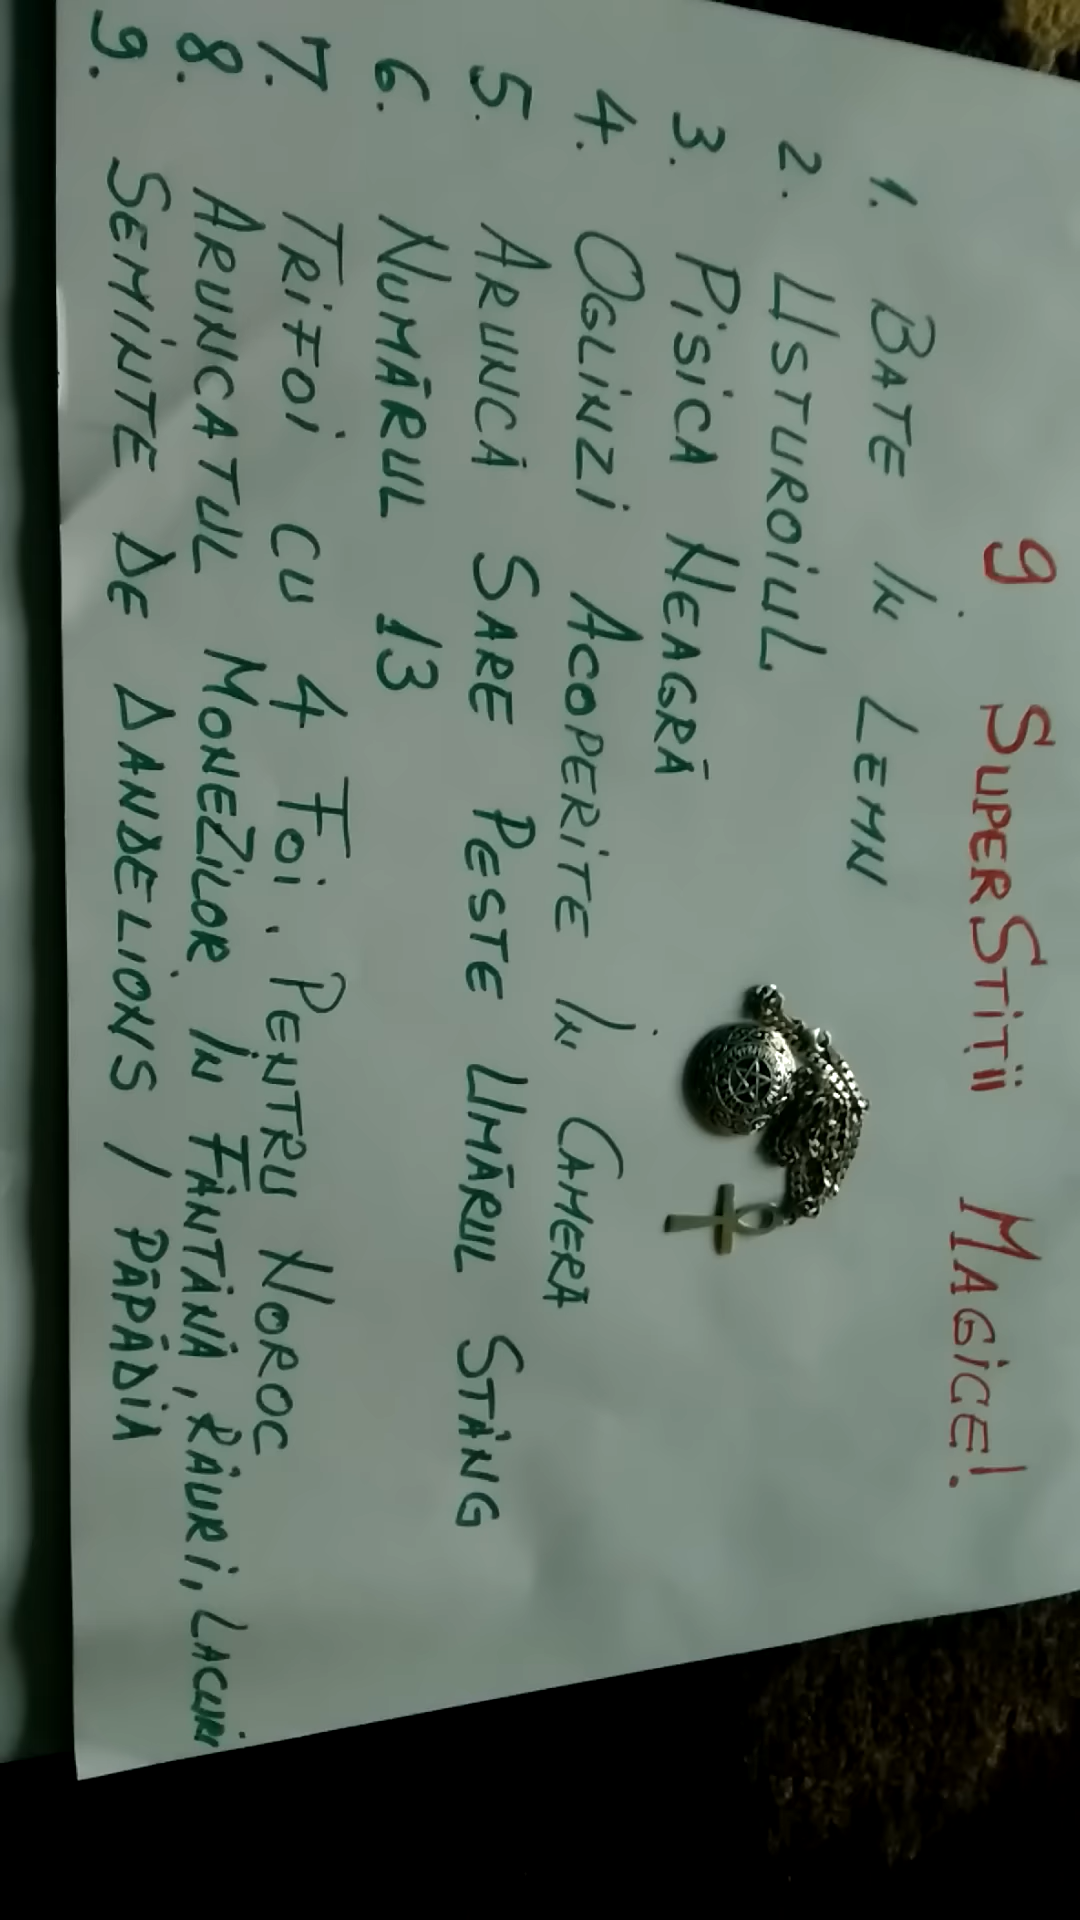 9 SUPERSTIȚII MAGICE!
1. BATE ÎN LEMN
2. USTUROIUL
3. PISICA NEAGRĂ
4. OGLINZI ACOPERITE ÎN CAMERĂ
5. ARUNCĂ SARE PESTE UMĂRUL STÂNG
6. NUMĂRUL 13
7. TRIFOI CU 4 FOI. PENTRU NOROC
8. ARUNCATUL MONEZILOR ÎN FÂNTÂNĂ, RÂURI, LACURI
9. SEMINTE DE DANDELIONS / PĂPĂDIA